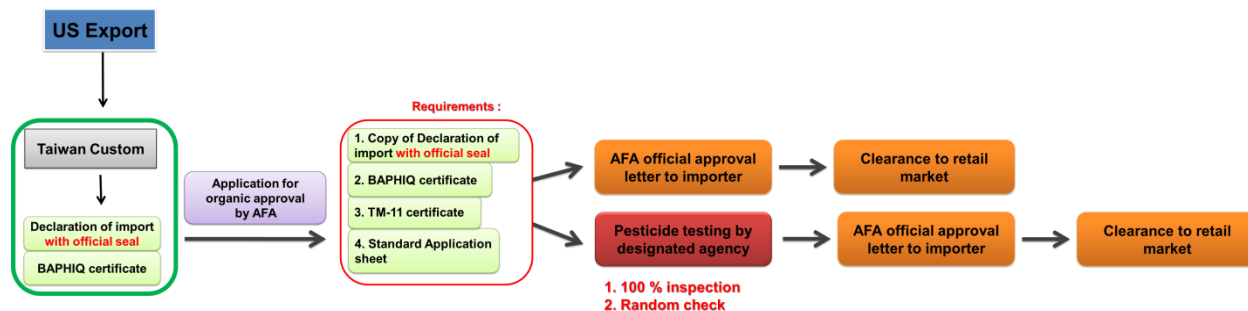 US Export
Taiwan Custom
Declaration of import
with official seal
BAPHIQ certificate
Application for
organic approval
by AFA
Requirements :
1. Copy of Declaration of
import with official seal
2. BAPHIQ certificate
3. TM-11 certificate
4. Standard Application
sheet
AFA official approval
letter to importer
Clearance to retail
market
Pesticide testing by
designated agency
1. 100 % inspection
2. Random check
AFA official approval
letter to importer
Clearance to retail
market